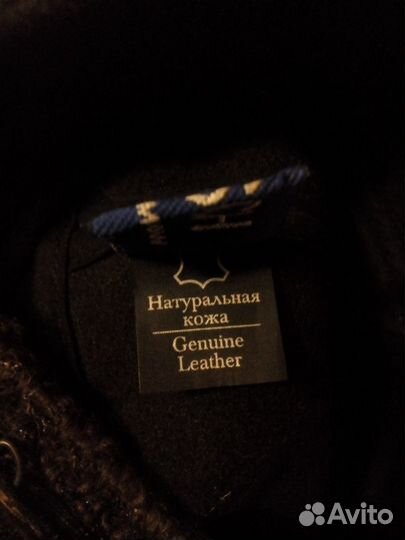 Натуральная
кожа
Genuine
Leather
Avito